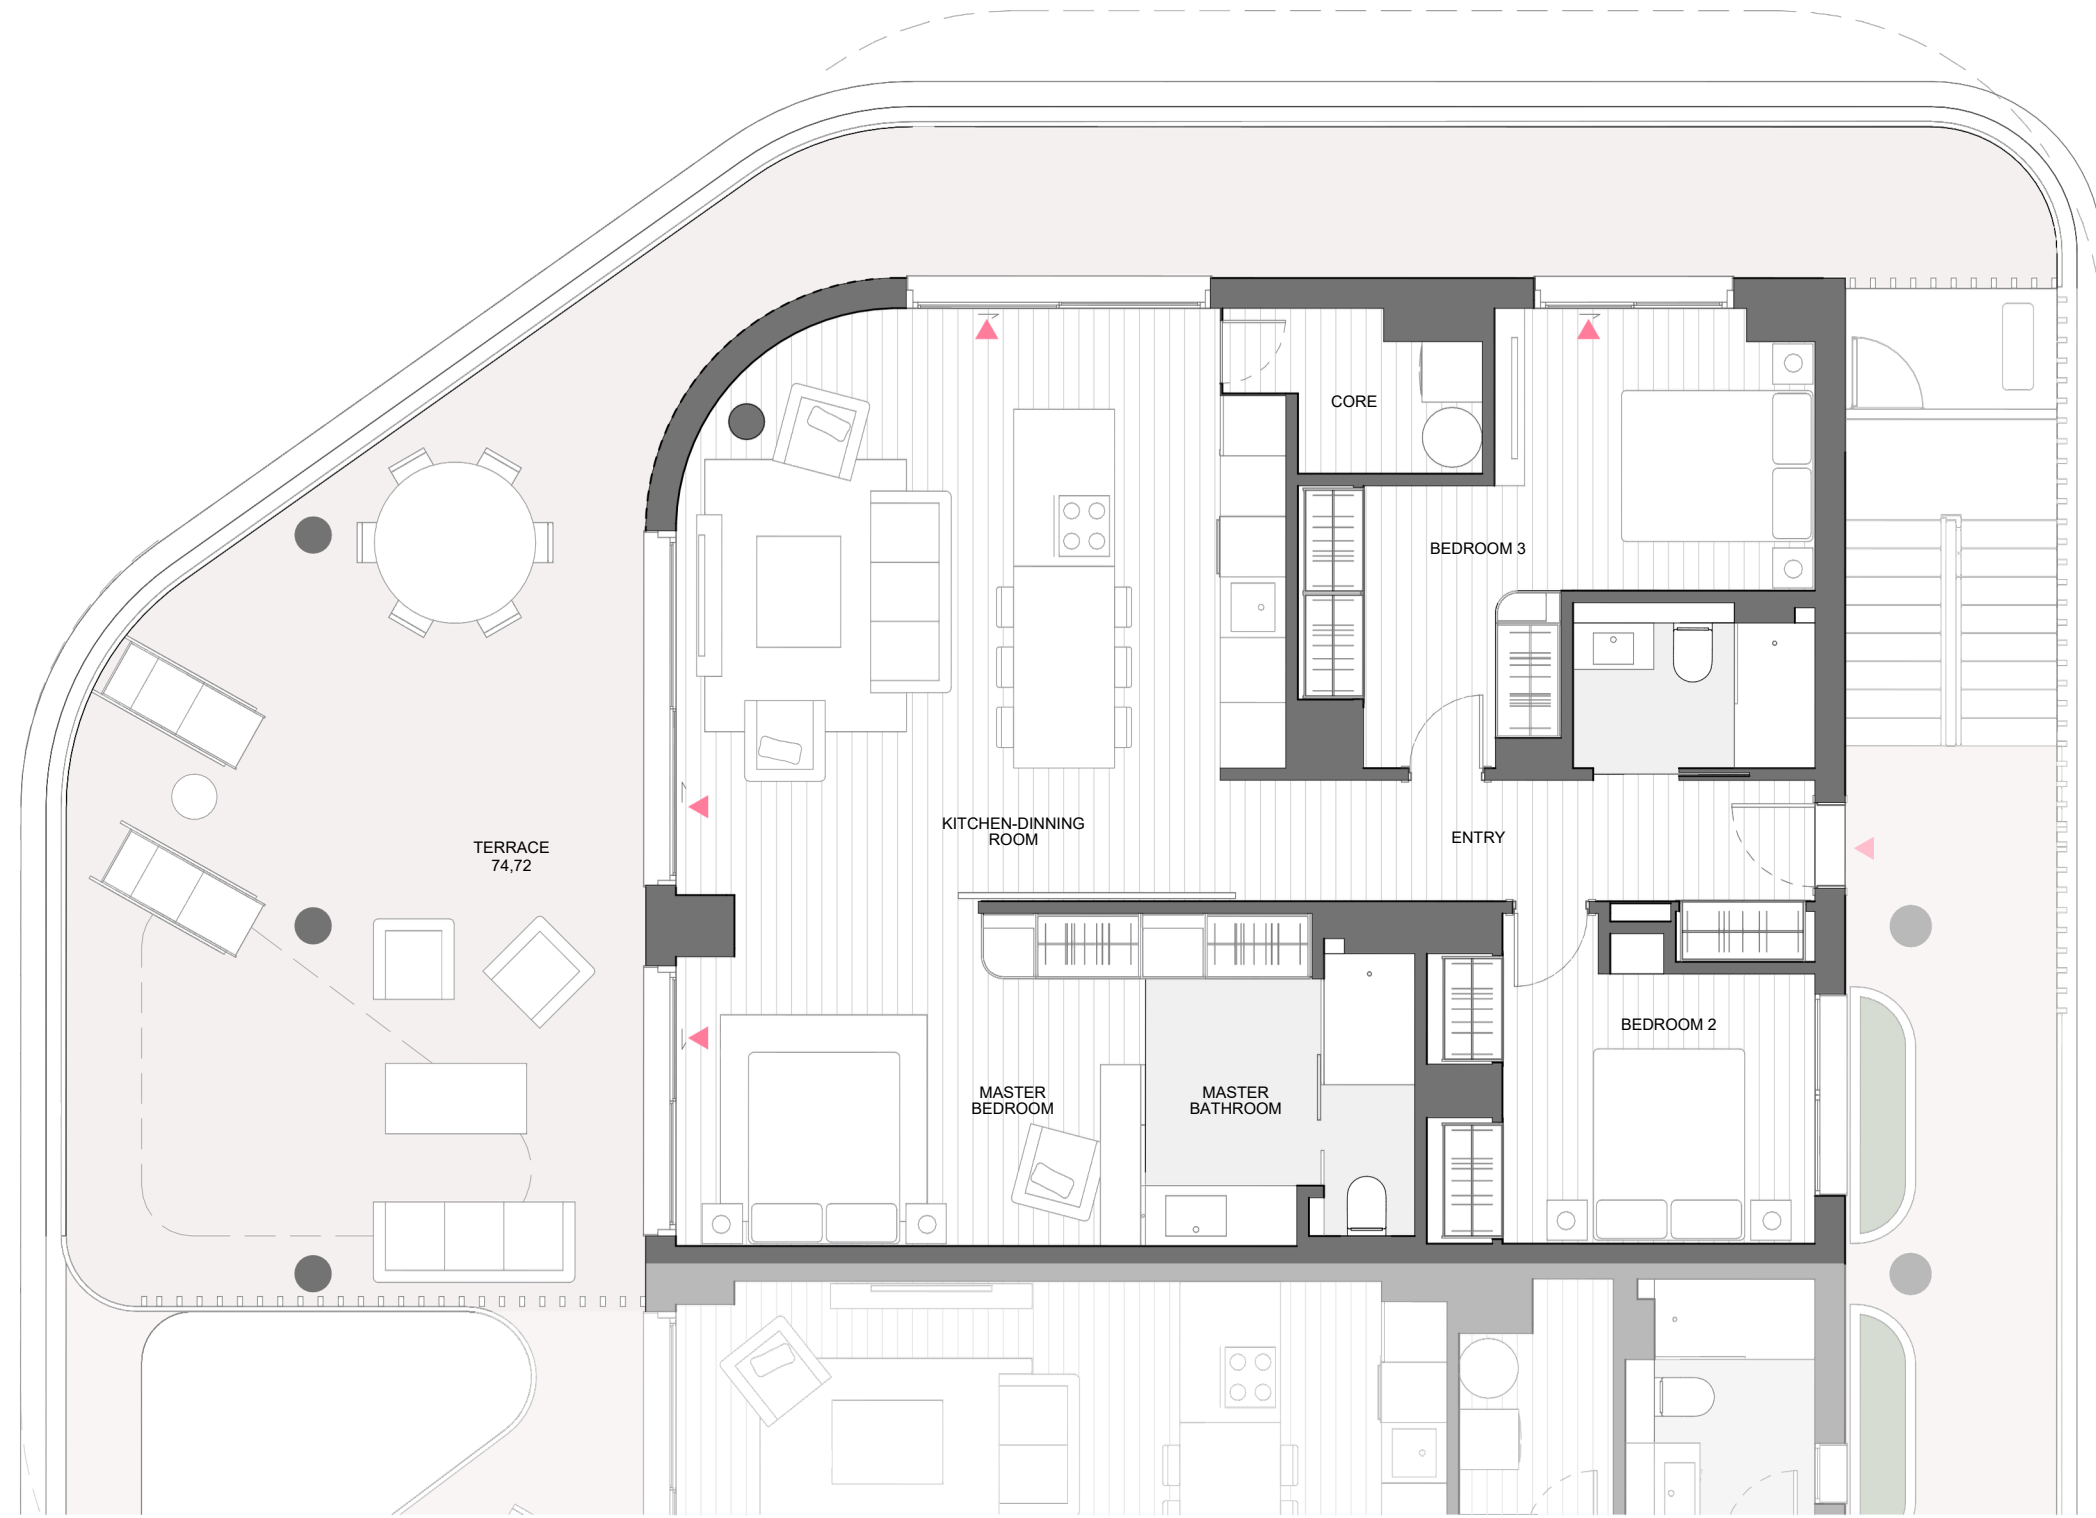 CORE
BEDROOM 3
KITCHEN-DINNING
ROOM
ENTRY
TERRACE
74,72
BEDROOM 2
MASTER
BEDROOM
MASTER
BATHROOM